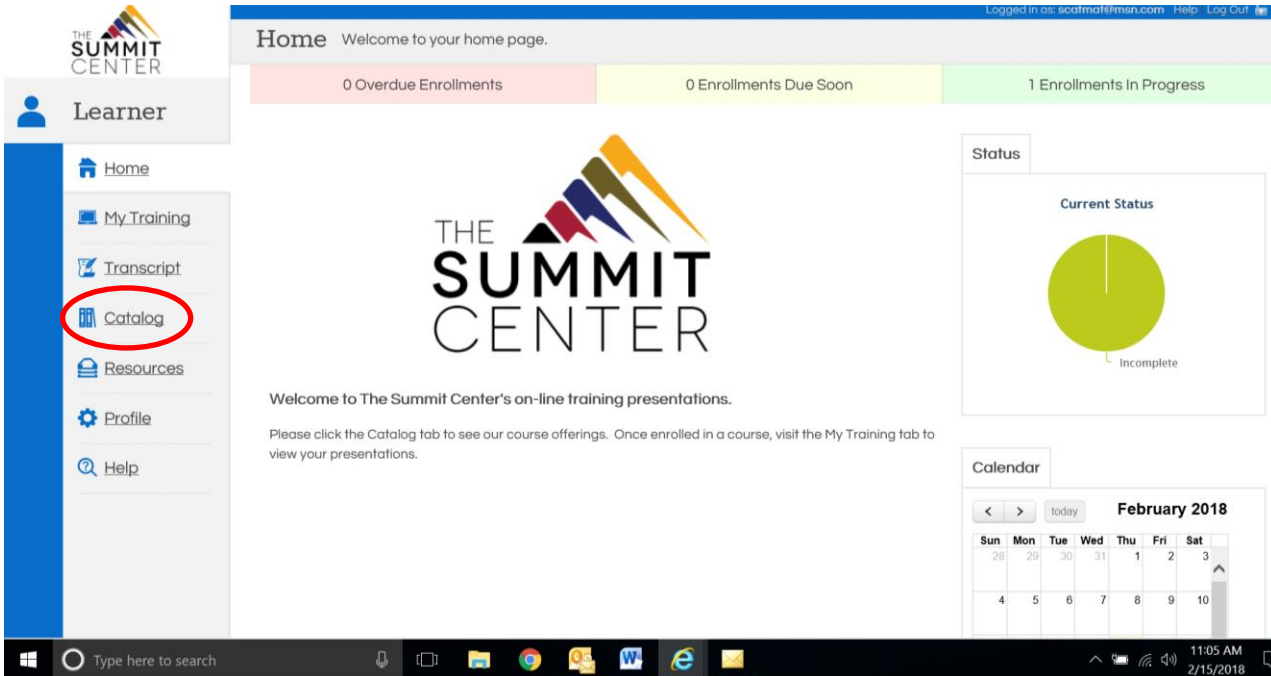 Logged in as: scatmat@msn.com Help Log Out
THE
SUMMIT
CENTER
Home Welcome to your home page.
0 Overdue Enrollments 0 Enrollments Due Soon 1 Enrollments In Progress
Learner
Home
My Training
Transcript
Catalog
Resources
Profile
Help
THE
SUMMIT
CENTER
Welcome to The Summit Center's on-line training presentations.
Please click the Catalog tab to see our course offerings. Once enrolled in a course, visit the My Training tab to
view your presentations.
Status
Current Status
Incomplete
Calendar
< > today February 2018
Sun Mon Tue Wed Thu Fri Sat
28 29 30 31 1 2 3
4 5 6 7 8 9 10
Type here to search
11:05 AM
2/15/2018